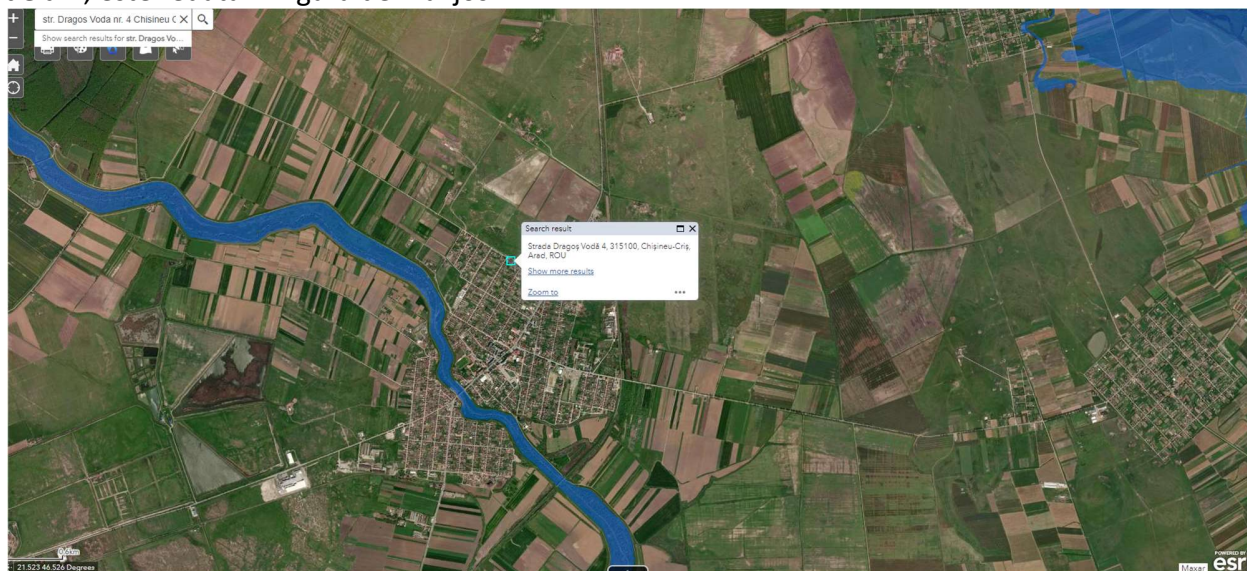 str. Dragos Voda nr. 4 Chisineu C
Show search results for str. Dragos Vo...
Search result
Strada Dragoș Vodă 4, 315100, Chișineu-Criș,
Arad, ROU
Show more results
Zoom to
0,6km
21.523 46.526 Degrees
Maxar
POWERED BY
esri